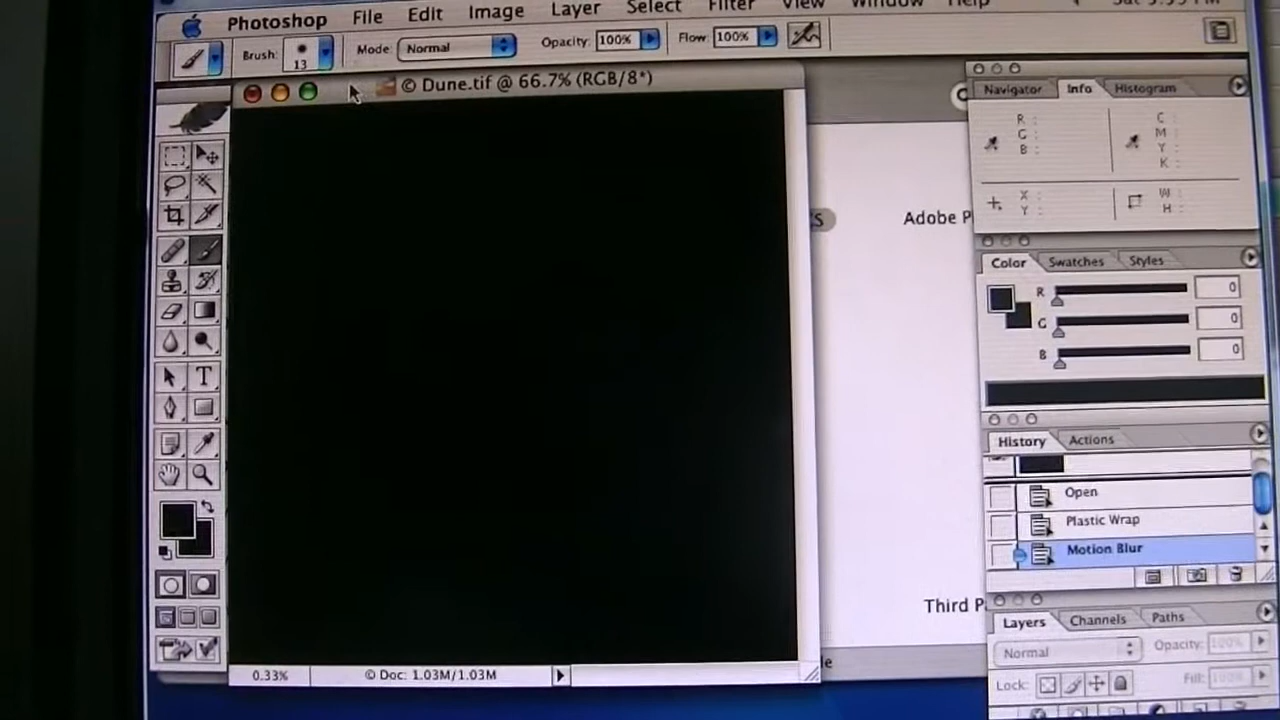 Photoshop File Edit Image Layer Select Filter View Window Help
Brush: 13 Mode: Normal Opacity: 100% Flow: 100%
© Dune.tif @ 66.7% (RGB/8*)
Navigator Info Histogram
R : C :
G : M :
B : Y :
K :
X : W :
Y : H :
Adobe P
Color Swatches Styles
R 0
G 0
B 0
History Actions
Open
Plastic Wrap
Motion Blur
Third P
Layers Channels Paths
Normal Opacity: 100%
Lock: Fill: 100%
0.33% © Doc: 1.03M/1.03M